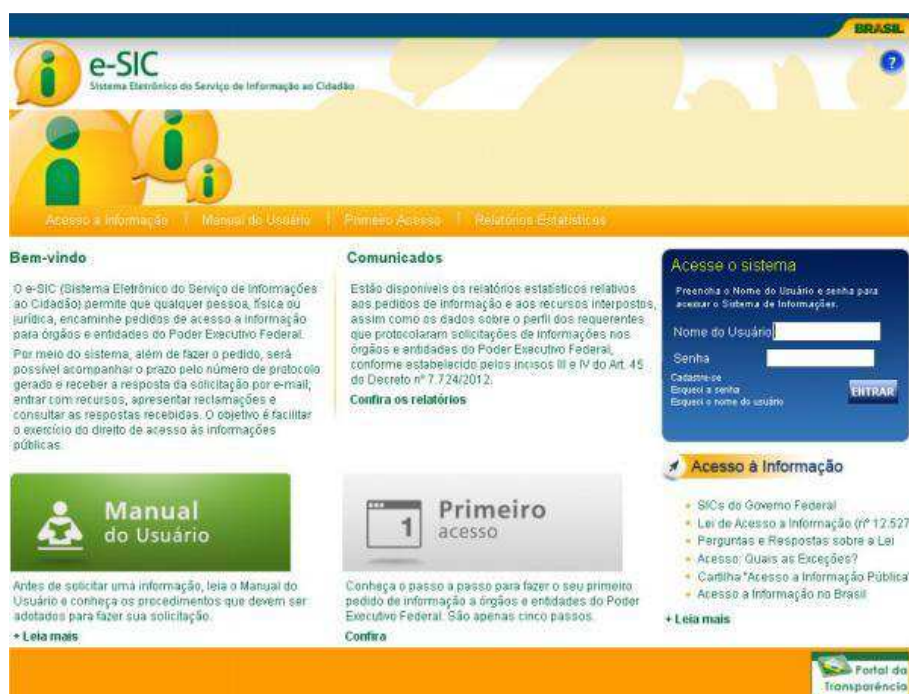 BRASIL
e-SIC
Sistema Eletrônico do Serviço de Informação ao Cidadão
?
Acesso a informação | Manual do Usuário | Primeiro Acesso | Relatórios Estatísticos
Bem-vindo
O e-SIC (Sistema Eletrônico do Serviço de Informações
ao Cidadão) permite que qualquer pessoa, física ou
jurídica, encaminhe pedidos de acesso a informação
para órgãos e entidades do Poder Executivo Federal.
Por meio do sistema, além de fazer o pedido, será
possível acompanhar o prazo pelo número de protocolo
gerado e receber a resposta da solicitação por e-mail,
entrar com recursos, apresentar reclamações e
consultar as respostas recebidas. O objetivo é facilitar
o exercício do direito de acesso às informações
públicas.
Comunicados
Estão disponíveis os relatórios estatísticos relativos
aos pedidos de informação e aos recursos interpostos,
assim como os dados sobre o perfil dos requerentes
que protocolaram solicitações de informações nos
órgãos e entidades do Poder Executivo Federal,
conforme estabelecido pelos incisos III e IV do Art. 45
do Decreto nº 7.724/2012.
Confira os relatórios
Acesse o sistema
Preencha o Nome do Usuário e senha para
acessar o Sistema de Informações.
Nome do Usuário
Senha
Cadastre-se
Esqueci a senha
Esqueci o nome do usuário
ENTRAR
Manual
do Usuário
Antes de solicitar uma informação, leia o Manual do
Usuário e conheça os procedimentos que devem ser
adotados para fazer sua solicitação.
+ Leia mais
1
Primeiro
acesso
Conheça o passo a passo para fazer o seu primeiro
pedido de informação a órgãos e entidades do Poder
Executivo Federal. São apenas cinco passos.
Confira
Acesso à Informação
SICs do Governo Federal
Lei de Acesso a Informação (nº 12.527
Perguntas e Respostas sobre a Lei
Acesso: Quais as Exceções?
Cartilha "Acesso a Informação Pública"
Acesso a Informação no Brasil
+ Leia mais
Portal da
Transparência